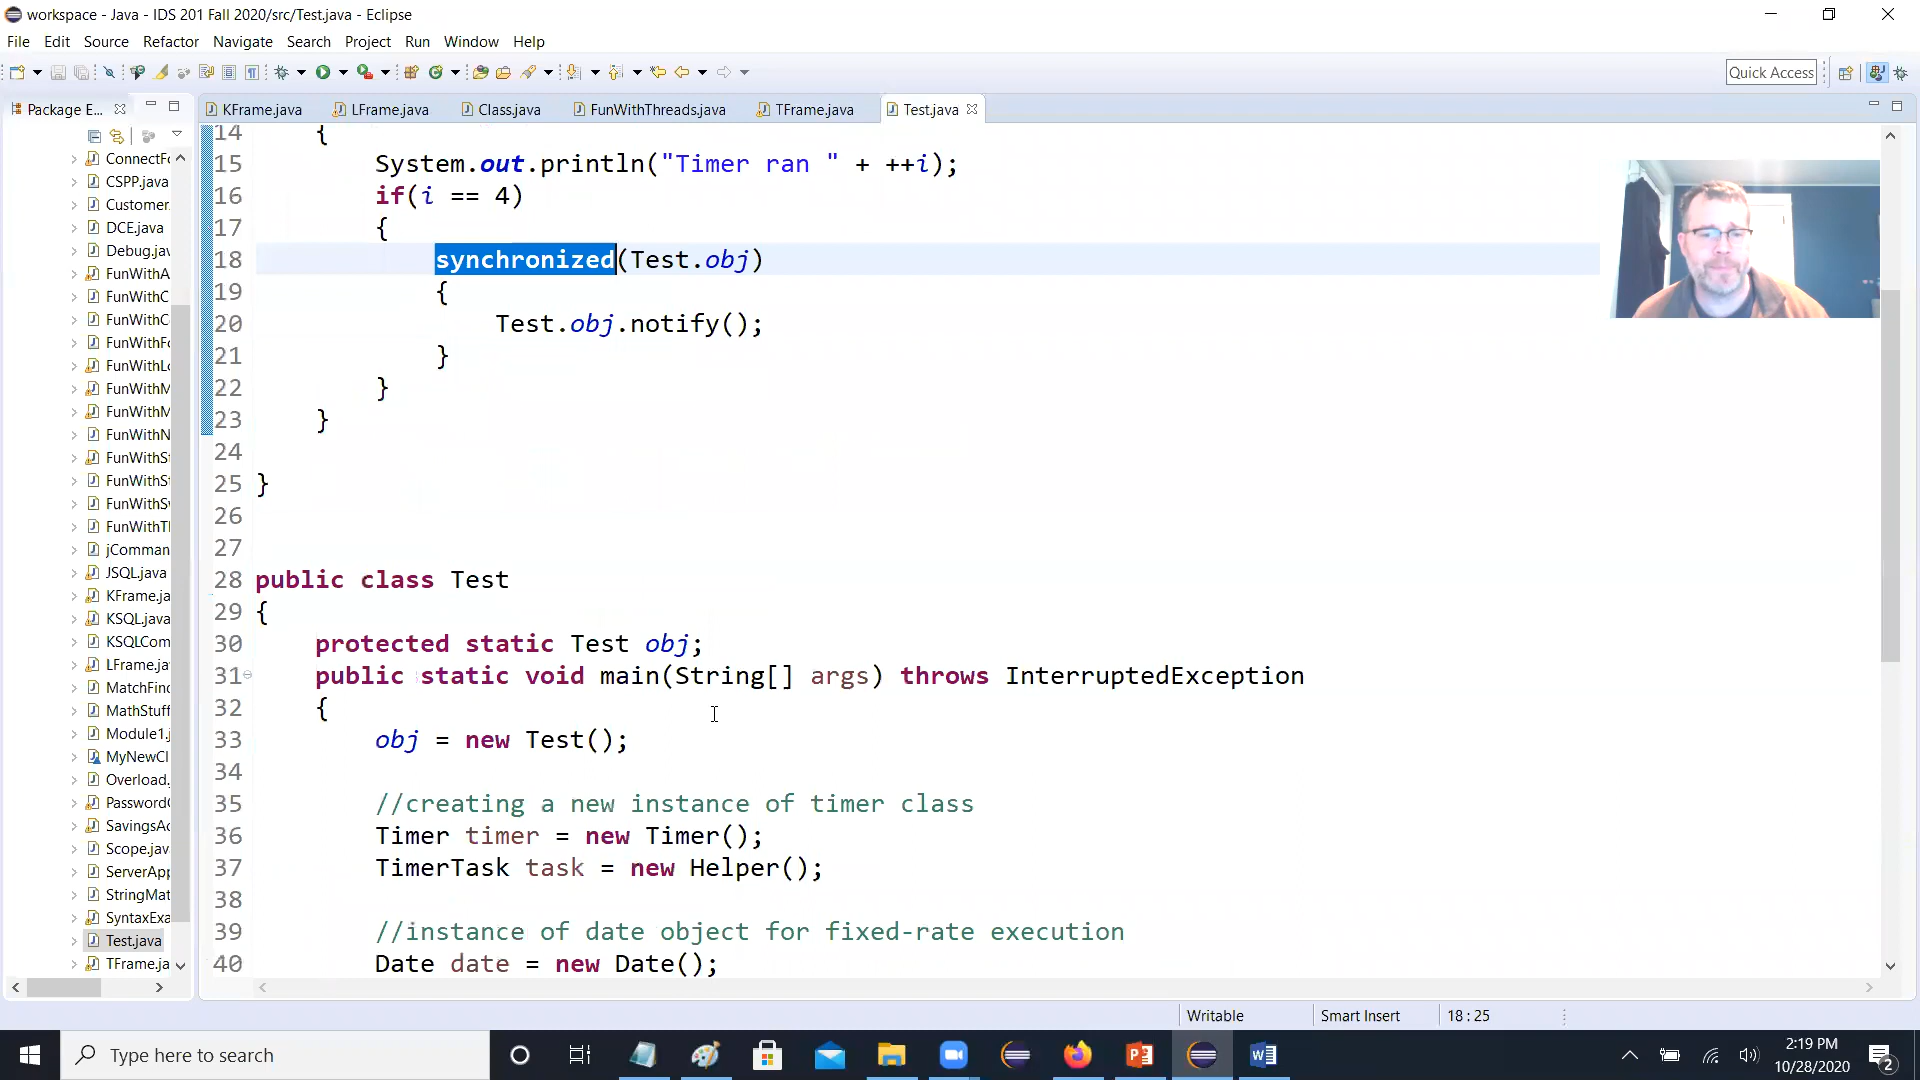 workspace - Java - IDS 201 Fall 2020/src/Test.java - Eclipse
File Edit Source Refactor Navigate Search Project Run Window Help
Quick Access
Package E...
KFrame.java LFrame.java Class.java FunWithThreads.java TFrame.java Test.java
ConnectFo
CSPP.java
Customer.
DCE.java
Debug.jav
FunWithA
FunWithC
FunWithC
FunWithFo
FunWithLo
FunWithM
FunWithM
FunWithN
FunWithSt
FunWithSt
FunWithSv
FunWithTl
jComman
JSQL.java
KFrame.ja
KSQL.java
KSQLCom
LFrame.ja
MatchFind
MathStuff
Module1.j
MyNewCl
Overload.
Password
SavingsAc
Scope.jav
ServerApp
StringMat
SyntaxExa
Test.java
TFrame.ja
14 {
15 System.out.println("Timer ran " + ++i);
16 if(i == 4)
17 {
18 synchronized(Test.obj)
19 {
20 Test.obj.notify();
21 }
22 }
23 }
24
25 }
26
27
28 public class Test
29 {
30 protected static Test obj;
31 public static void main(String[] args) throws InterruptedException
32 {
33 obj = new Test();
34
35 //creating a new instance of timer class
36 Timer timer = new Timer();
37 TimerTask task = new Helper();
38
39 //instance of date object for fixed-rate execution
40 Date date = new Date();
Writable Smart Insert 18 : 25
Type here to search
2:19 PM
10/28/2020
2